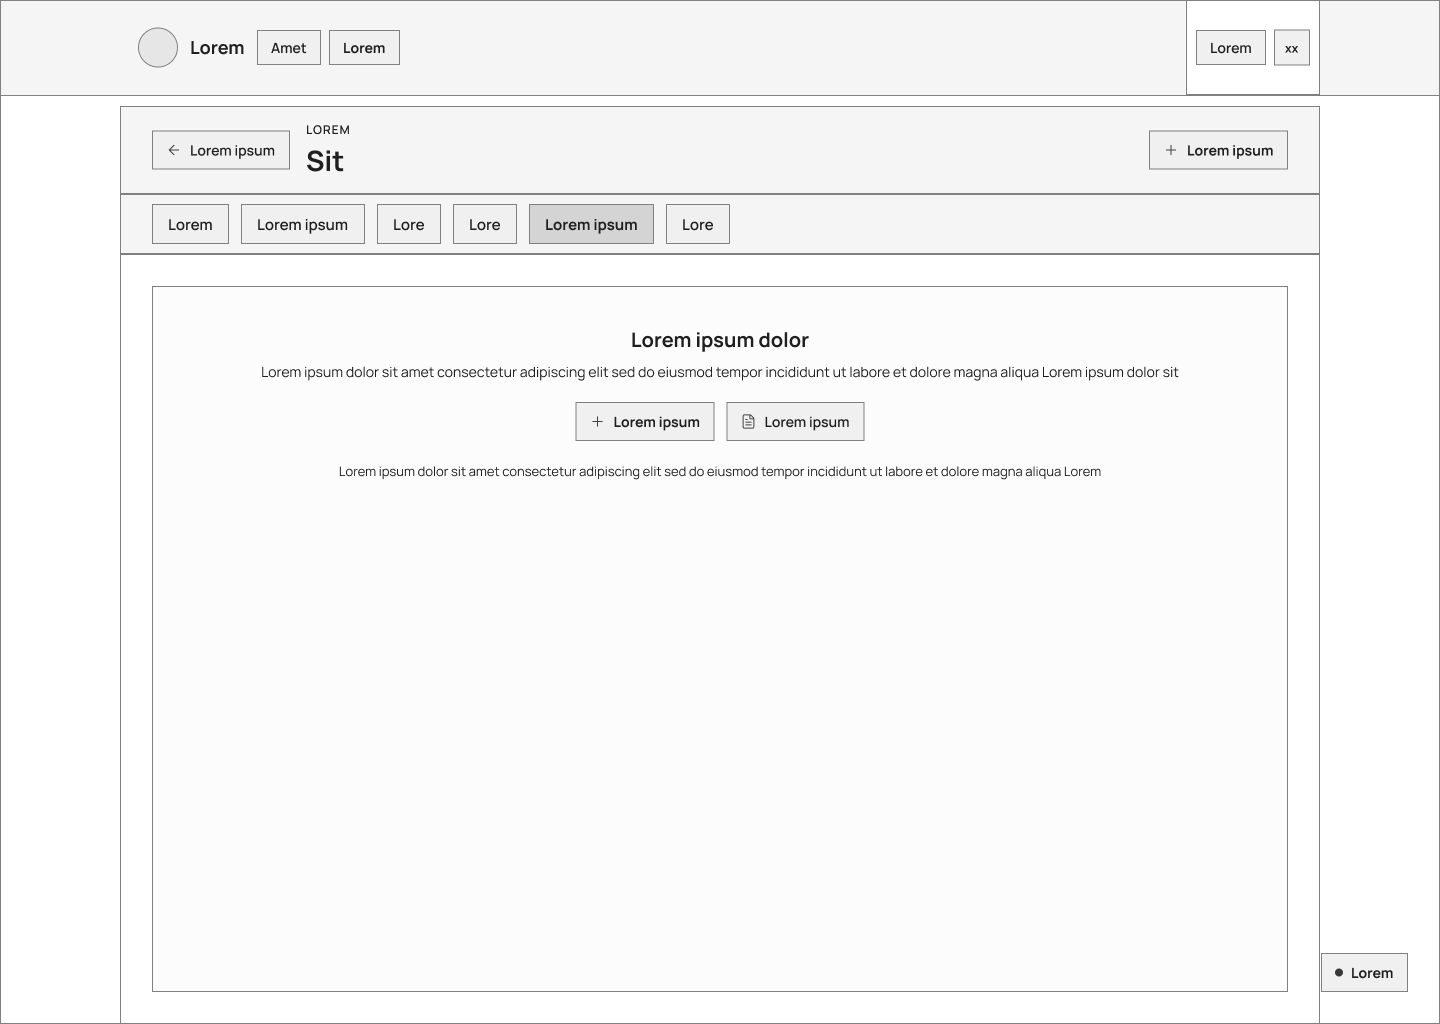 Lorem Amet Lorem Lorem xx
Lorem ipsum
LOREM
Sit
Lorem ipsum
Lorem Lorem ipsum Lore Lore Lorem ipsum Lore
Lorem ipsum dolor
Lorem ipsum dolor sit amet consectetur adipiscing elit sed do eiusmod tempor incididunt ut labore et dolore magna aliqua Lorem ipsum dolor sit
Lorem ipsum Lorem ipsum
Lorem ipsum dolor sit amet consectetur adipiscing elit sed do eiusmod tempor incididunt ut labore et dolore magna aliqua Lorem
Lorem